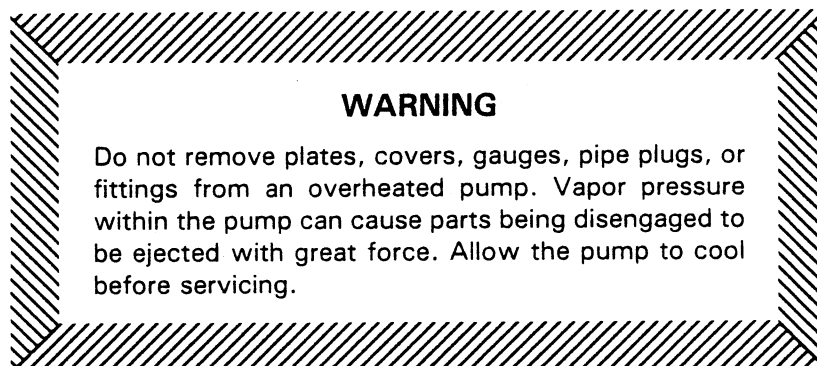 WARNING
Do not remove plates, covers, gauges, pipe plugs, or
fittings from an overheated pump. Vapor pressure
within the pump can cause parts being disengaged to
be ejected with great force. Allow the pump to cool
before servicing.